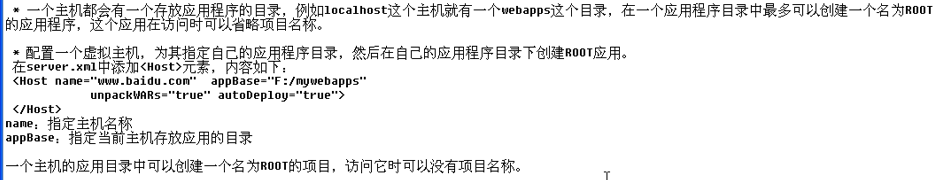 * 一个主机都会有一个存放应用程序的目录，例如localhost这个主机就有一个webapps这个目录，在一个应用程序目录中最多可以创建一个名为ROOT
的应用程序，这个应用在访问时可以省略项目名称。
* 配置一个虚拟主机，为其指定自己的应用程序目录，然后在自己的应用程序目录下创建ROOT应用。
在server.xml中添加<Host>元素，内容如下：
<Host name="www.baidu.com"  appBase="F:/mywebapps"
unpackWARs="true" autoDeploy="true">
</Host>
name：指定主机名称
appBase：指定当前主机存放应用的目录
一个主机的应用目录中可以创建一个名为ROOT的项目，访问它时可以没有项目名称。